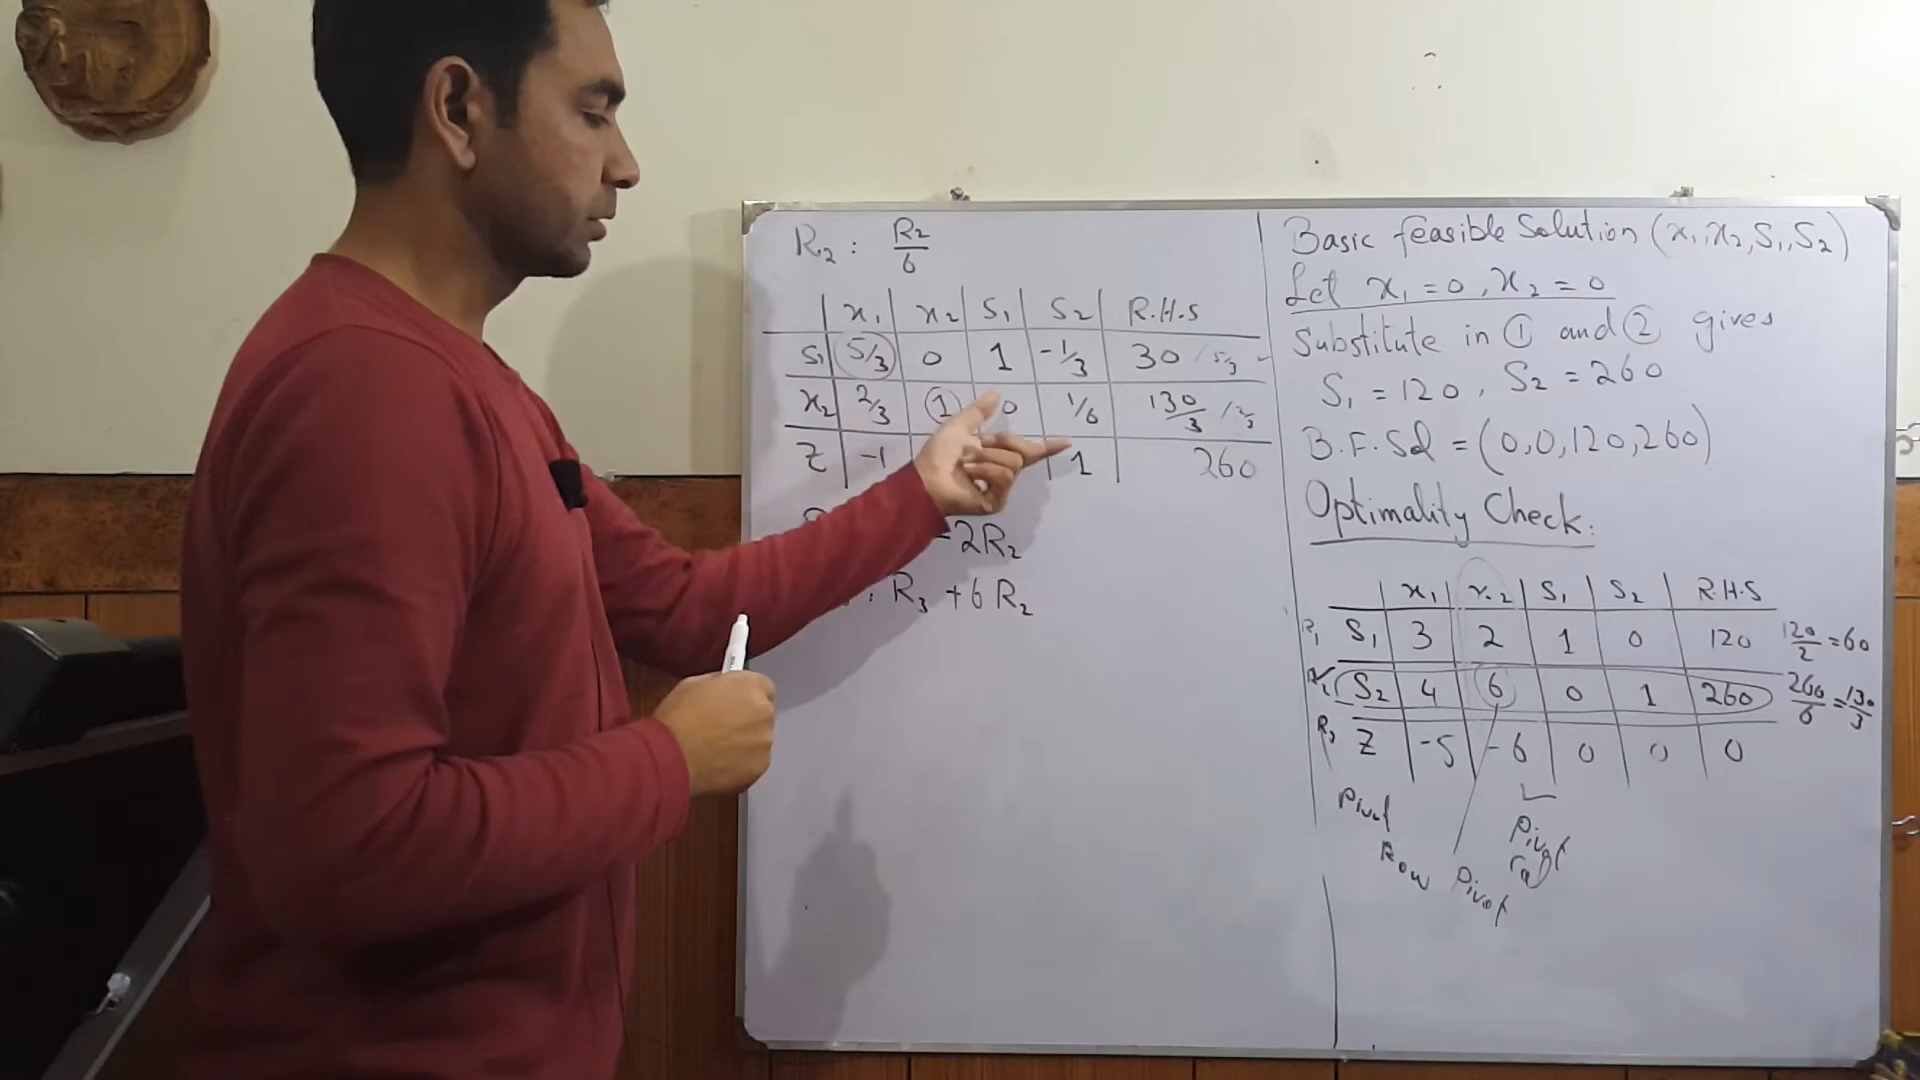 R₂ : R₂/6
x₁ x₂ S₁ S₂ R.H.S
S₁ 5/3 0 1 -1/3 30 / 5/3
x₂ 2/3 1 0 1/6 130/3 / 2/3
Z -1 1 260
-2R₂
: R₃ + 6R₂
Basic feasible Solution (x₁, x₂, S₁, S₂)
Let x₁ = 0, x₂ = 0
Substitute in ① and ② gives
S₁ = 120, S₂ = 260
B.F.Sol = (0,0,120,260)
Optimality Check:
x₁ x₂ S₁ S₂ R.H.S
R₁ S₁ 3 2 1 0 120 120/2 = 60
R₂ S₂ 4 6 0 1 260 260/6 = 130/3
R₃ Z -5 -6 0 0 0
Pivot Row
Pivot
Pivot